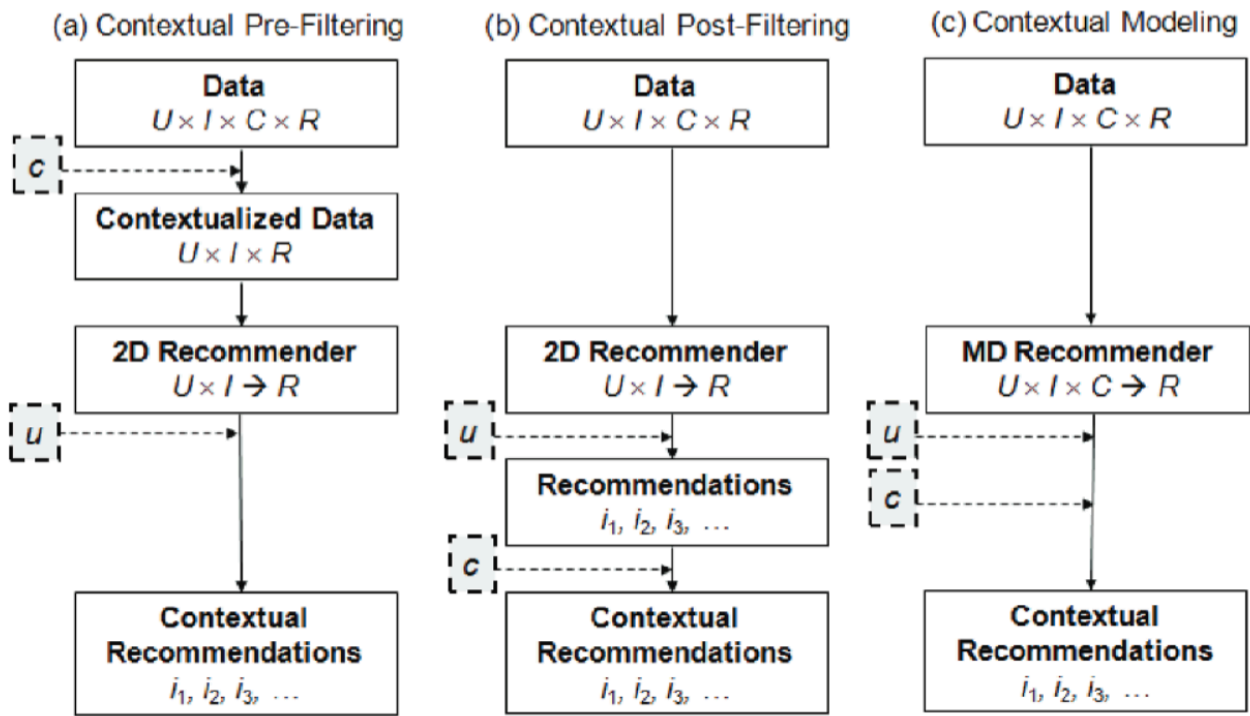 (a) Contextual Pre-Filtering
Data
U × I × C × R
c
Contextualized Data
U × I × R
2D Recommender
U × I → R
u
Contextual
Recommendations
i₁, i₂, i₃, …
(b) Contextual Post-Filtering
Data
U × I × C × R
2D Recommender
U × I → R
u
Recommendations
i₁, i₂, i₃, …
c
Contextual
Recommendations
i₁, i₂, i₃, …
(c) Contextual Modeling
Data
U × I × C × R
MD Recommender
U × I × C → R
u
c
Contextual
Recommendations
i₁, i₂, i₃, …